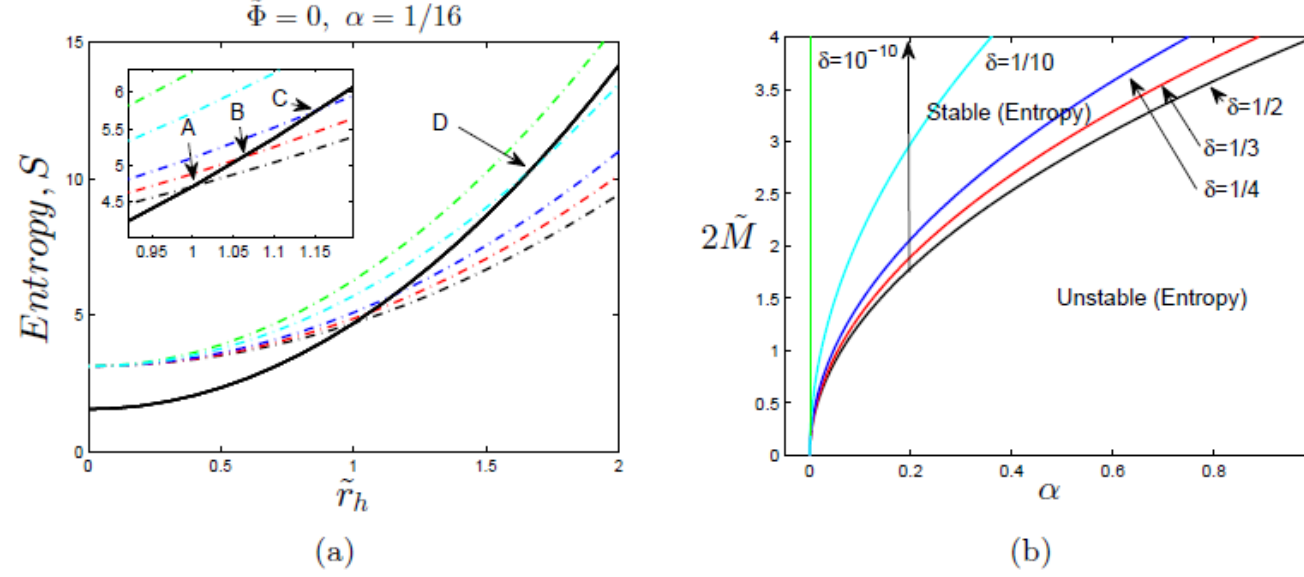 Φ̃ = 0, α = 1/16
15
10
5
0
Entropy, S
6
5.5
5
4.5
0.95
1
1.05
1.1
1.15
A
B
C
D
0
0.5
1
1.5
2
r̃h
(a)
4
3.5
3
2.5
2
1.5
1
0.5
0
2M̃
δ=10⁻¹⁰
δ=1/10
Stable (Entropy)
δ=1/2
δ=1/3
δ=1/4
Unstable (Entropy)
0
0.2
0.4
0.6
0.8
α
(b)